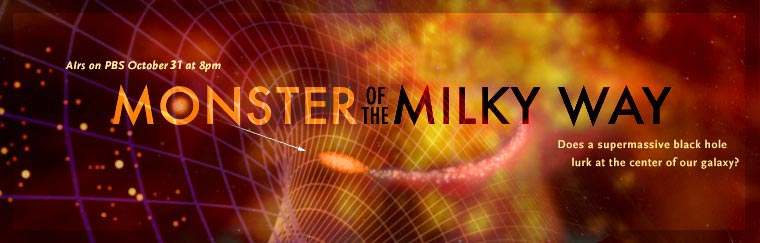 Airs on PBS October 31 at 8pm
MONSTER OF THE MILKY WAY
Does a supermassive black hole
lurk at the center of our galaxy?